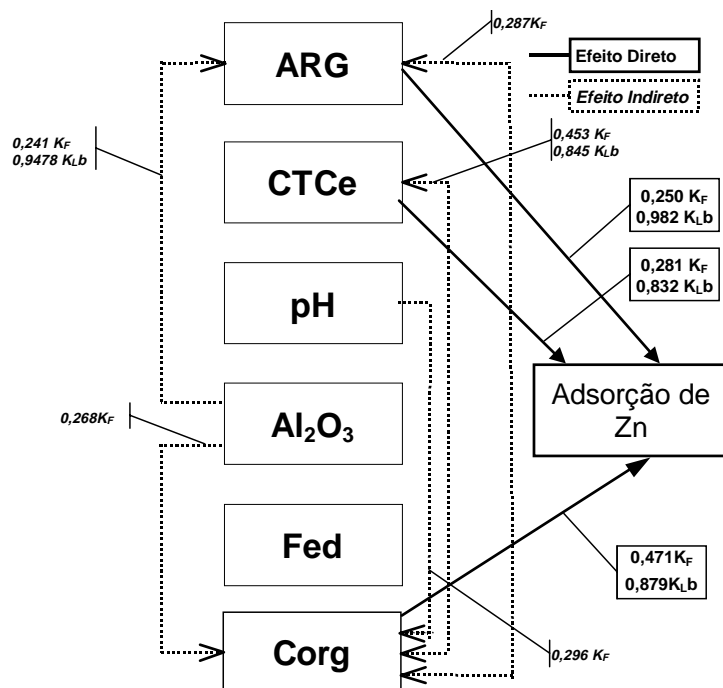 0,287K_F
ARG
Efeito Direto
Efeito Indireto
0,241 K_F
0,9478 K_Lb
0,453 K_F
0,845 K_Lb
CTCe
0,250 K_F
0,982 K_Lb
0,281 K_F
0,832 K_Lb
pH
Adsorção de
Zn
0,268K_F
Al₂O₃
Fed
0,471K_F
0,879K_Lb
Corg
0,296 K_F